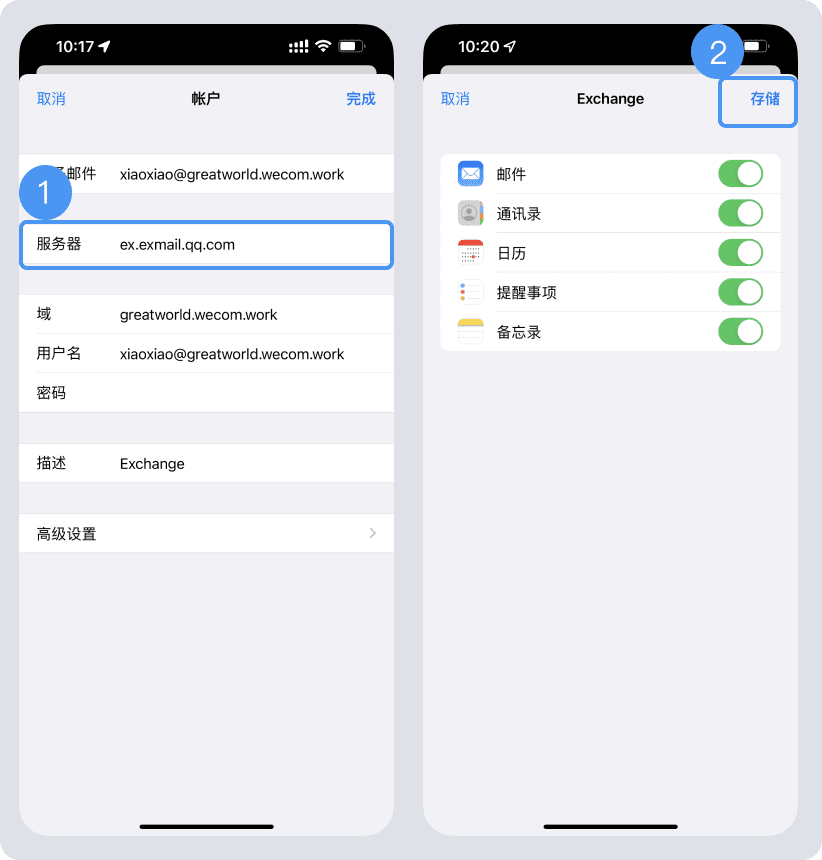 10:17
取消 帐户 完成
邮件 xiaoxiao@greatworld.wecom.work
1
服务器 ex.exmail.qq.com
域 greatworld.wecom.work
用户名 xiaoxiao@greatworld.wecom.work
密码
描述 Exchange
高级设置
10:20
2
取消 Exchange 存储
邮件
通讯录
日历
提醒事项
备忘录